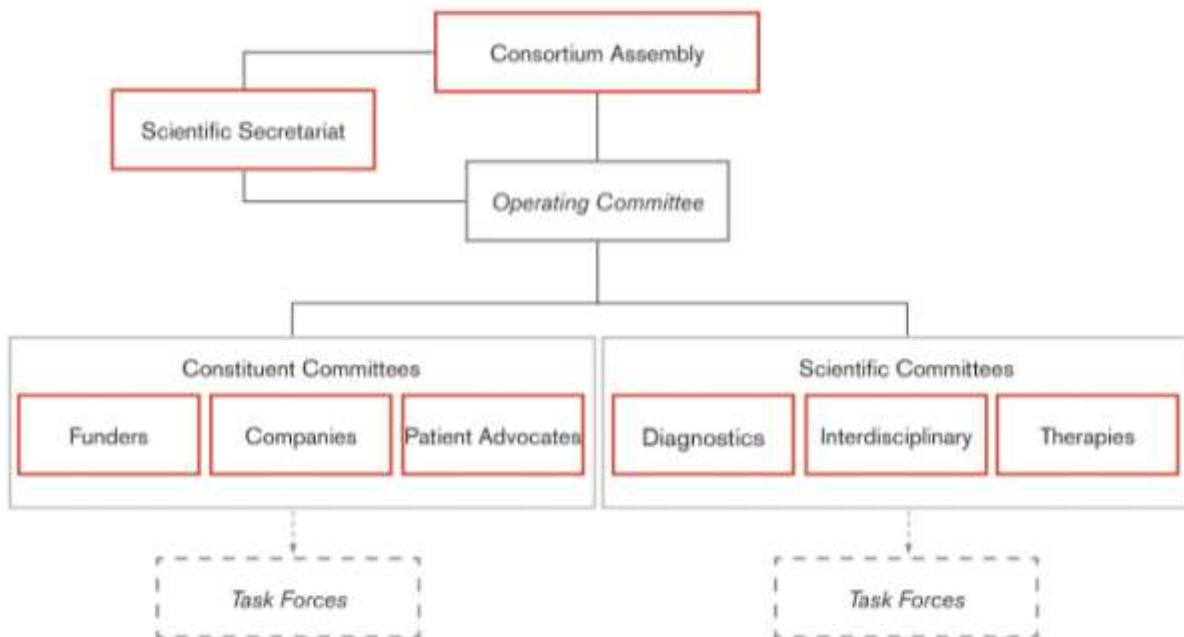 Consortium Assembly
Scientific Secretariat
Operating Committee
Constituent Committees
Funders
Companies
Patient Advocates
Scientific Committees
Diagnostics
Interdisciplinary
Therapies
Task Forces
Task Forces